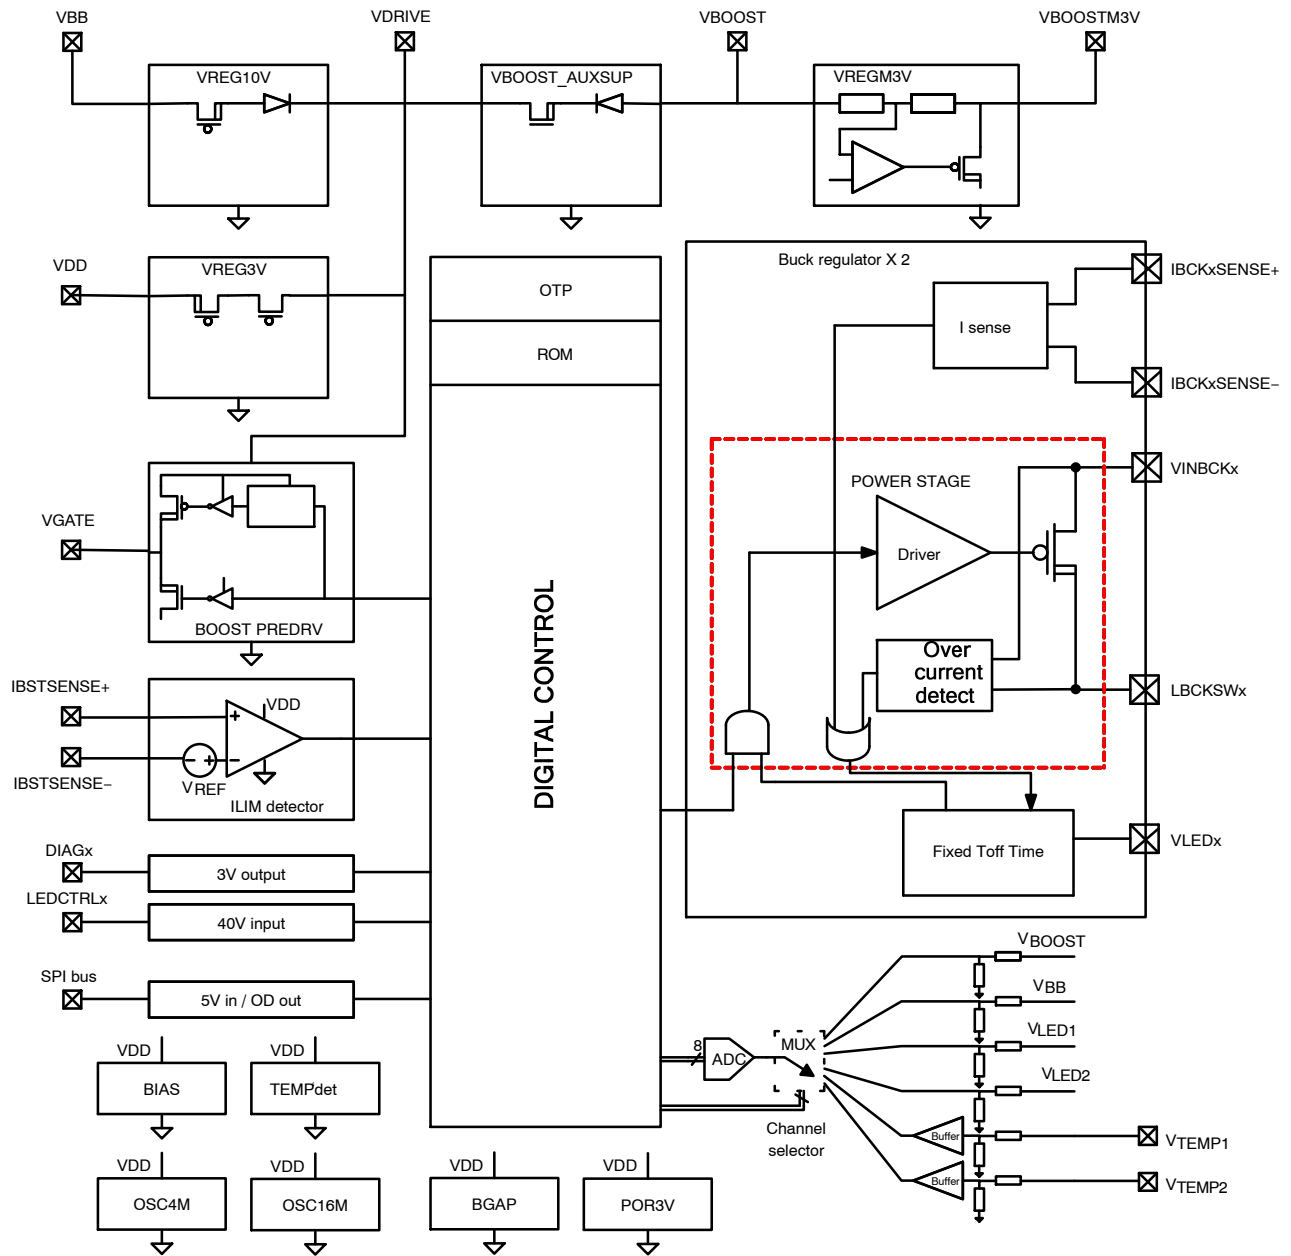 VBB
VDRIVE
VBOOST
VBOOSTM3V
VREG10V
VBOOST_AUXSUP
VREGM3V
VDD
VREG3V
OTP
ROM
Buck regulator X 2
I sense
IBCKxSENSE+
IBCKxSENSE−
VINBCKx
POWER STAGE
Driver
VGATE
BOOST PREDRV
DIGITAL CONTROL
Over
current
detect
LBCKSWx
IBSTSENSE+
VDD
IBSTSENSE−
VREF
ILIM detector
Fixed Toff Time
VLEDx
DIAGx
3V output
LEDCTRLx
40V input
SPI bus
5V in / OD out
VBOOST
VBB
VLED1
VLED2
8
ADC
MUX
Channel
selector
Buffer
VTEMP1
Buffer
VTEMP2
VDD
BIAS
VDD
TEMPdet
VDD
OSC4M
VDD
OSC16M
VDD
BGAP
VDD
POR3V